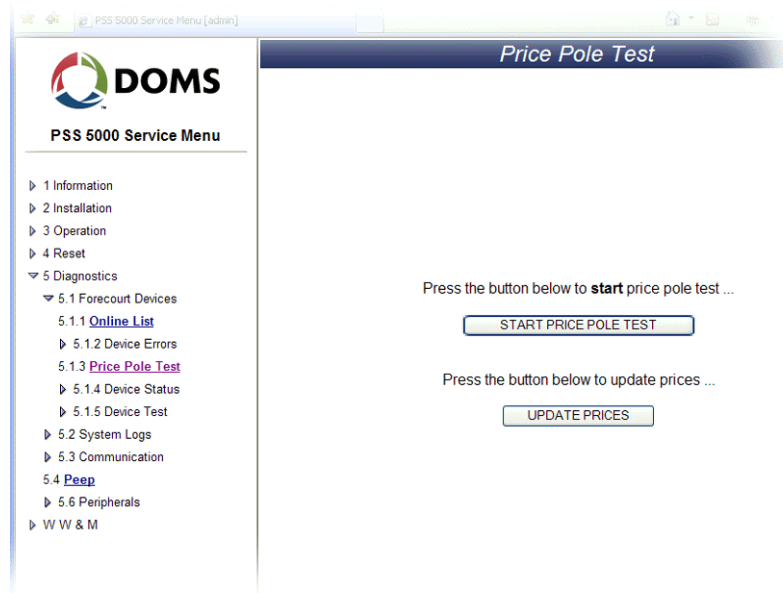 PSS 5000 Service Menu [admin]
DOMS
PSS 5000 Service Menu
1 Information
2 Installation
3 Operation
4 Reset
5 Diagnostics
5.1 Forecourt Devices
5.1.1 Online List
5.1.2 Device Errors
5.1.3 Price Pole Test
5.1.4 Device Status
5.1.5 Device Test
5.2 System Logs
5.3 Communication
5.4 Peep
5.6 Peripherals
W W & M
Price Pole Test
Press the button below to start price pole test ...
START PRICE POLE TEST
Press the button below to update prices ...
UPDATE PRICES